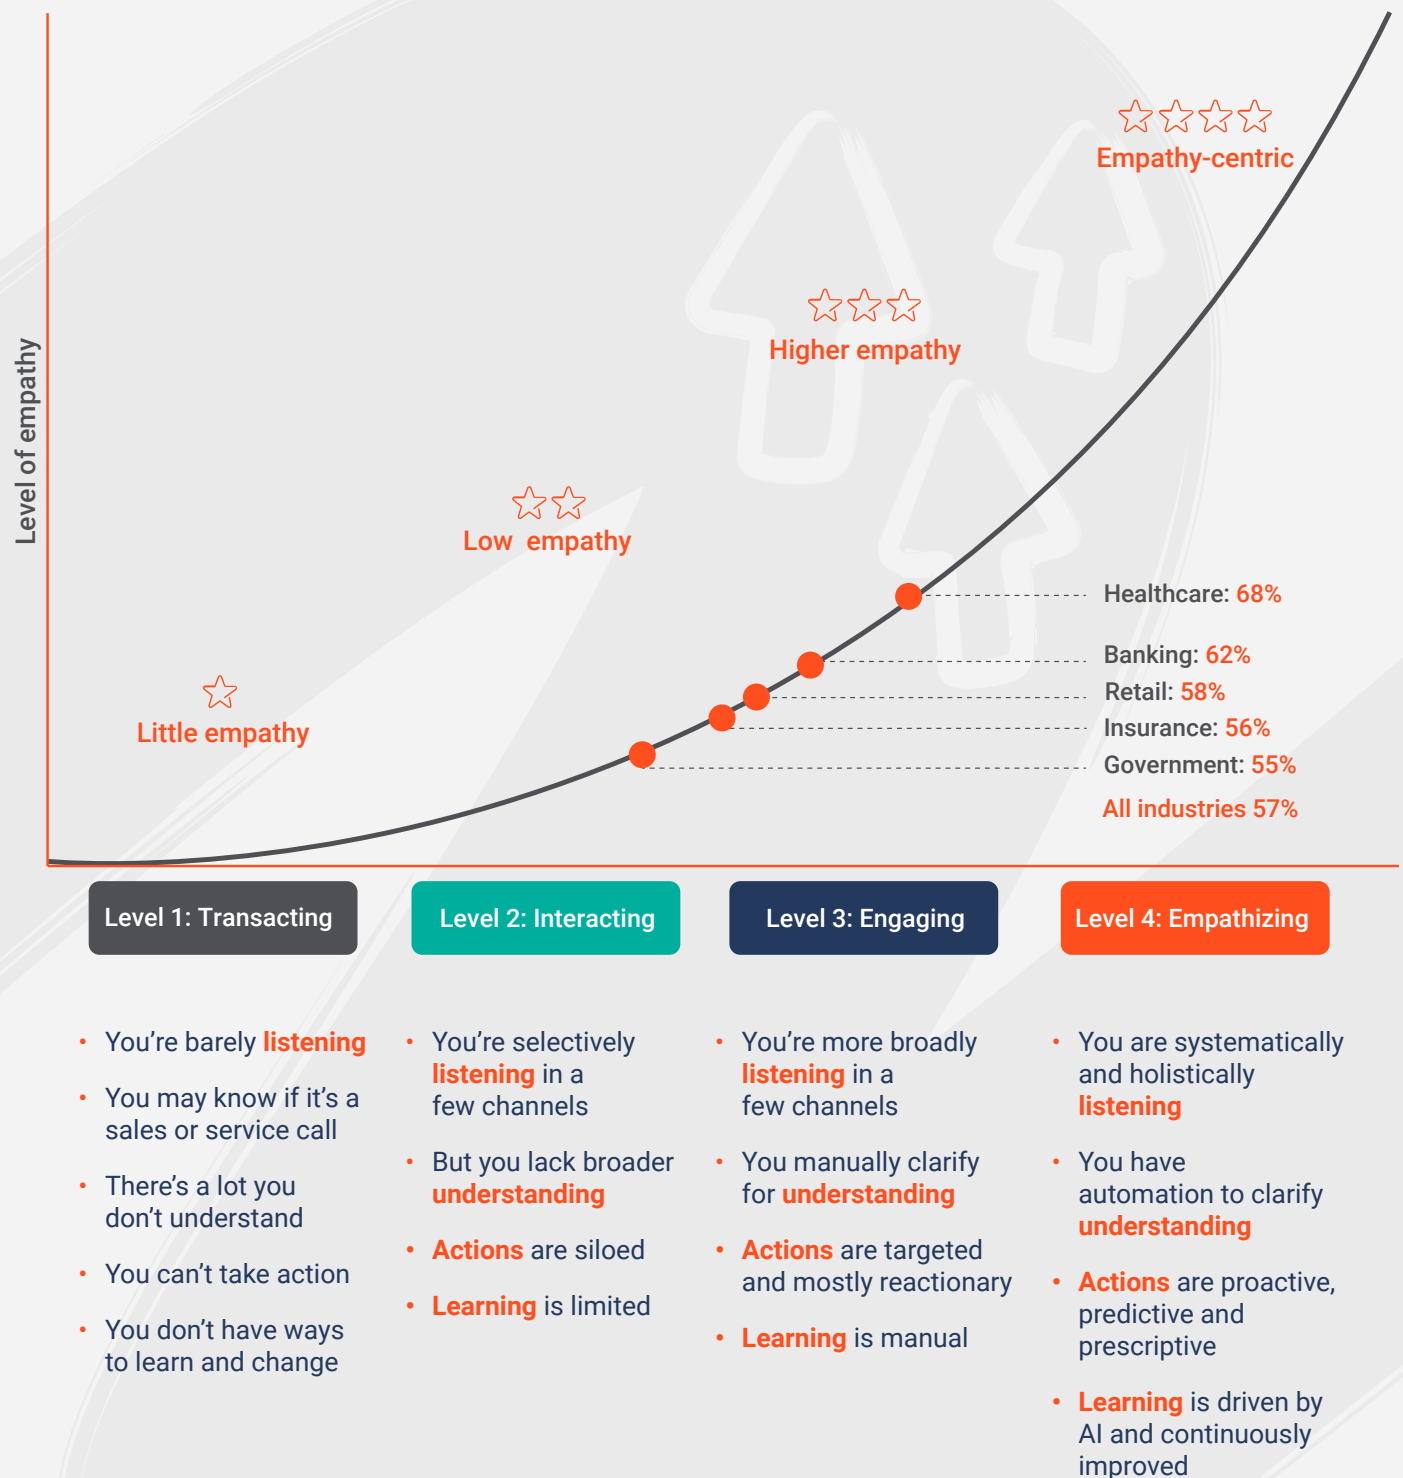 Level of empathy
Empathy-centric
Higher empathy
Low  empathy
Little empathy
Healthcare: 68%
Banking: 62%
Retail: 58%
Insurance: 56%
Government: 55%
All industries 57%
Level 1: Transacting
• You’re barely listening
• You may know if it’s a
sales or service call
• There’s a lot you
don’t understand
• You can’t take action
• You don’t have ways
to learn and change
Level 2: Interacting
• You’re selectively
listening in a
few channels
• But you lack broader
understanding
• Actions are siloed
• Learning is limited
Level 3: Engaging
• You’re more broadly
listening in a
few channels
• You manually clarify
for understanding
• Actions are targeted
and mostly reactionary
• Learning is manual
Level 4: Empathizing
• You are systematically
and holistically
listening
• You have
automation to clarify
understanding
• Actions are proactive,
predictive and
prescriptive
• Learning is driven by
AI and continuously
improved